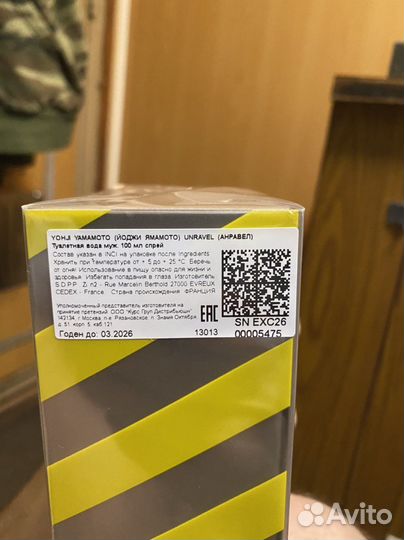 YOHJI YAMAMOTO (ЙОДЖИ ЯМАМОТО) UNRAVEL (АНРАВЕЛ)
Туалетная вода муж. 100 мл спрей
Состав указан в INCI на упаковке после Ingredients
Хранить при температуре от + 5 до + 25 °С. Беречь
от огня! Использование в пищу опасно для жизни и
здоровья. Избегать попадания в глаза. Изготовитель
S.D.P.P. Z.i n2 - Rue Marcelin Berthold 27000 EVREUX
CEDEX - France. Страна происхождения: ФРАНЦИЯ
Уполномоченный представитель изготовителя на
принятие претензий: ООО "Курс Груп Дистрибьюшн"
142134, г. Москва, п-е. Рязановское, п. Знамя Октября,
д. 51, корп 5, каб 121
EAC
Годен до: 03.2026
13013
SN EXC26
00005475
Avito